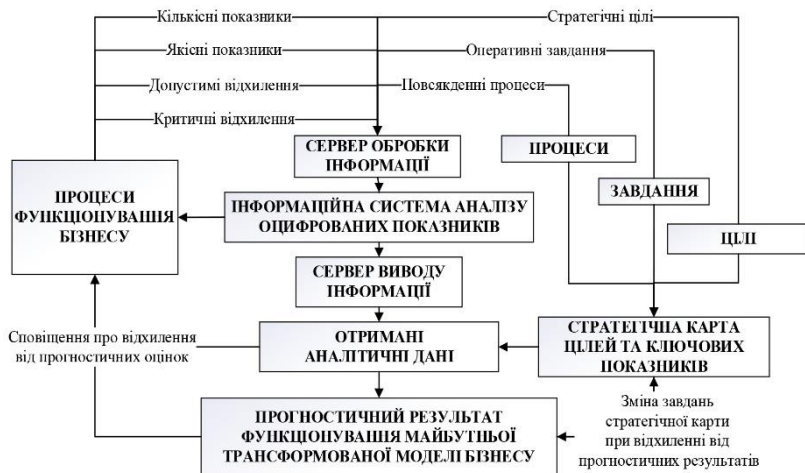 Кількісні показники
Стратегічні цілі
Якісні показники
Оперативні завдання
Допустимі відхилення
Повсякденні процеси
Критичні відхилення
СЕРВЕР ОБРОБКИ
ІНФОРМАЦІЇ
ПРОЦЕСИ
ЗАВДАННЯ
ЦІЛІ
ПРОЦЕСИ
ФУНКЦІОНУВАННЯ
БІЗНЕСУ
ІНФОРМАЦІЙНА СИСТЕМА АНАЛІЗУ
ОЦИФРОВАНИХ ПОКАЗНИКІВ
СЕРВЕР ВИВОДУ
ІНФОРМАЦІЇ
Сповіщення про відхилення
від прогностичних оцінок
ОТРИМАНІ
АНАЛІТИЧНІ ДАНІ
СТРАТЕГІЧНА КАРТА
ЦІЛЕЙ ТА КЛЮЧОВИХ
ПОКАЗНИКІВ
ПРОГНОСТИЧНИЙ РЕЗУЛЬТАТ
ФУНКЦІОНУВАННЯ МАЙБУТНЬОЇ
ТРАНСФОРМОВАНОЇ МОДЕЛІ БІЗНЕСУ
Зміна завдань
стратегічної карти
при відхиленні від
прогностичних результатів